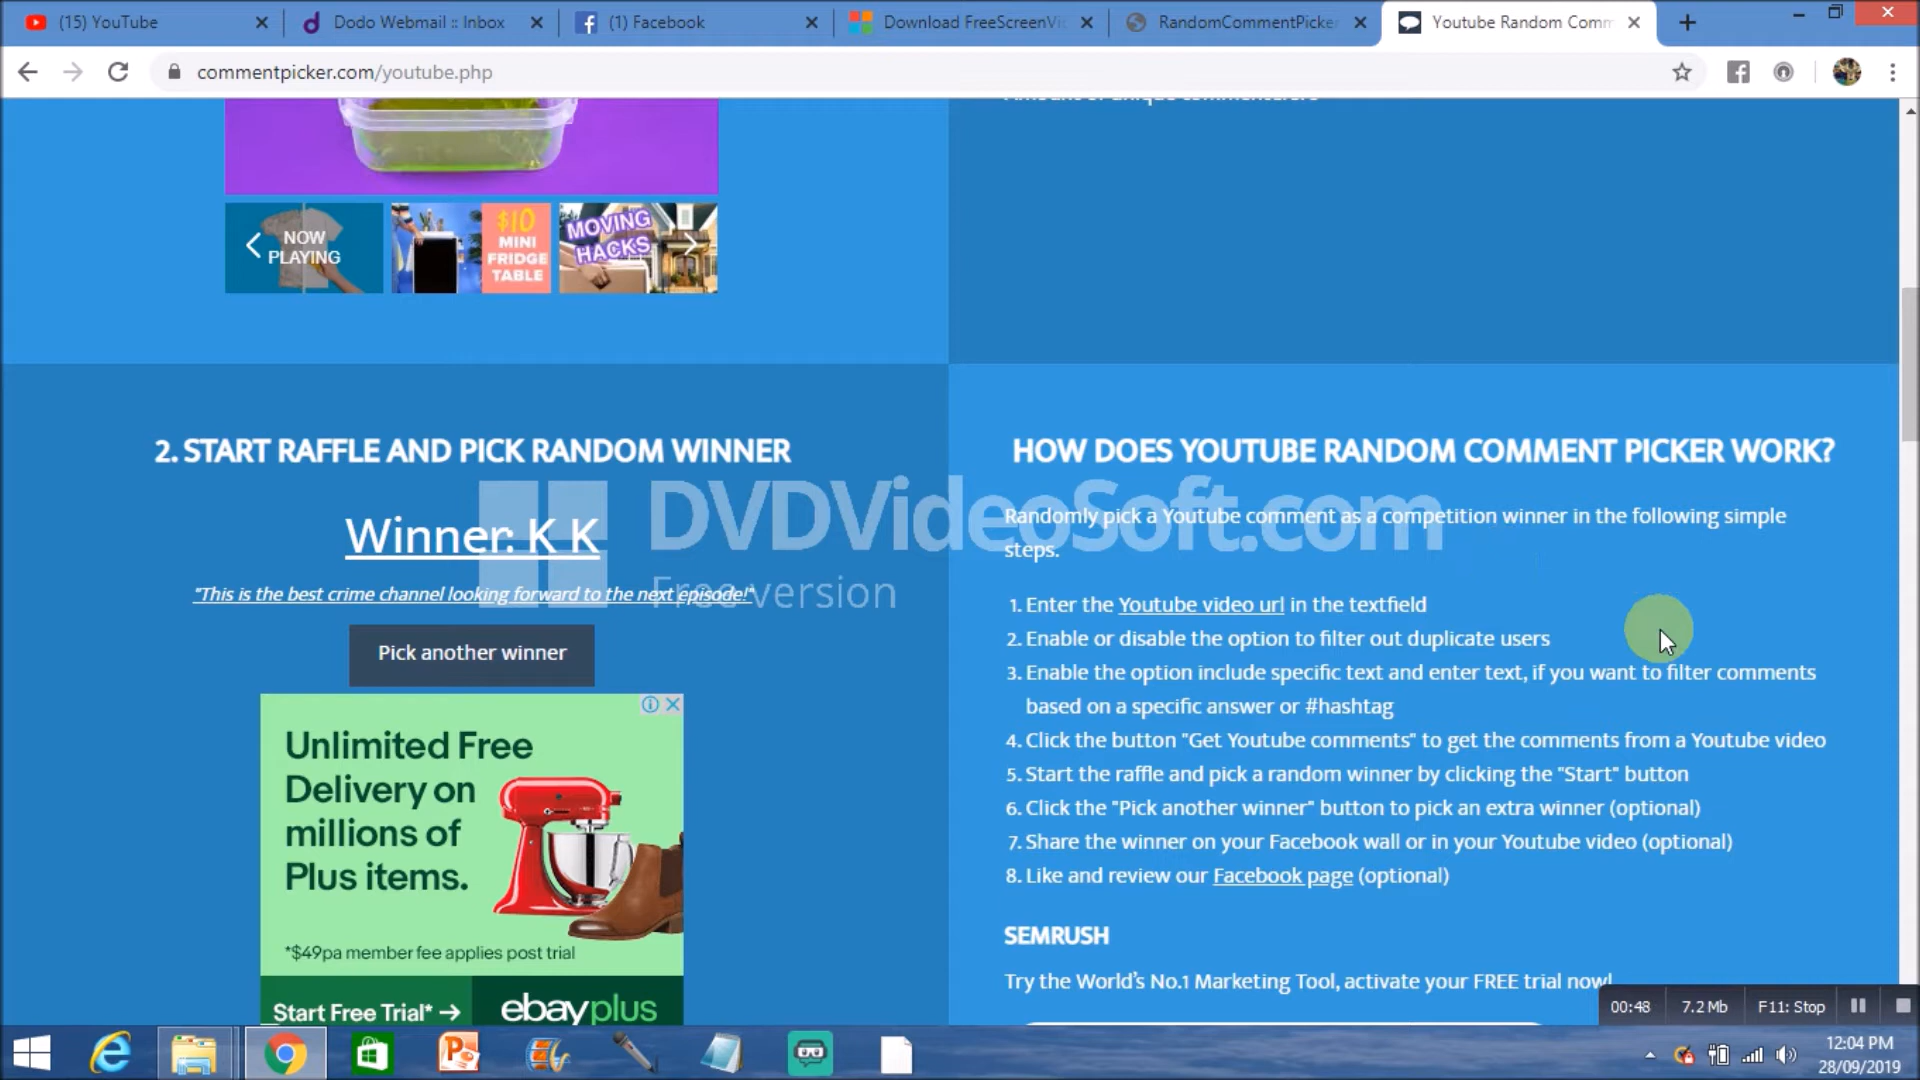 (15) YouTube
Dodo Webmail :: Inbox
(1) Facebook
Download FreeScreenVi
RandomCommentPicke
Youtube Random Comm
commentpicker.com/youtube.php
NOW
PLAYING
$10
MINI
FRIDGE
TABLE
MOVING
HACKS
2. START RAFFLE AND PICK RANDOM WINNER
Winner: K K
"This is the best crime channel looking forward to the next episode!"
Pick another winner
Unlimited Free
Delivery on
millions of
Plus items.
*$49pa member fee applies post trial
Start Free Trial* →
ebayplus
DVDVideoSoft.com
Free version
HOW DOES YOUTUBE RANDOM COMMENT PICKER WORK?
Randomly pick a Youtube comment as a competition winner in the following simple
steps.
1. Enter the Youtube video url in the textfield
2. Enable or disable the option to filter out duplicate users
3. Enable the option include specific text and enter text, if you want to filter comments
based on a specific answer or #hashtag
4. Click the button "Get Youtube comments" to get the comments from a Youtube video
5. Start the raffle and pick a random winner by clicking the "Start" button
6. Click the "Pick another winner" button to pick an extra winner (optional)
7. Share the winner on your Facebook wall or in your Youtube video (optional)
8. Like and review our Facebook page (optional)
SEMRUSH
Try the World's No.1 Marketing Tool, activate your FREE trial now!
00:48
7.2 Mb
F11: Stop
12:04 PM
28/09/2019